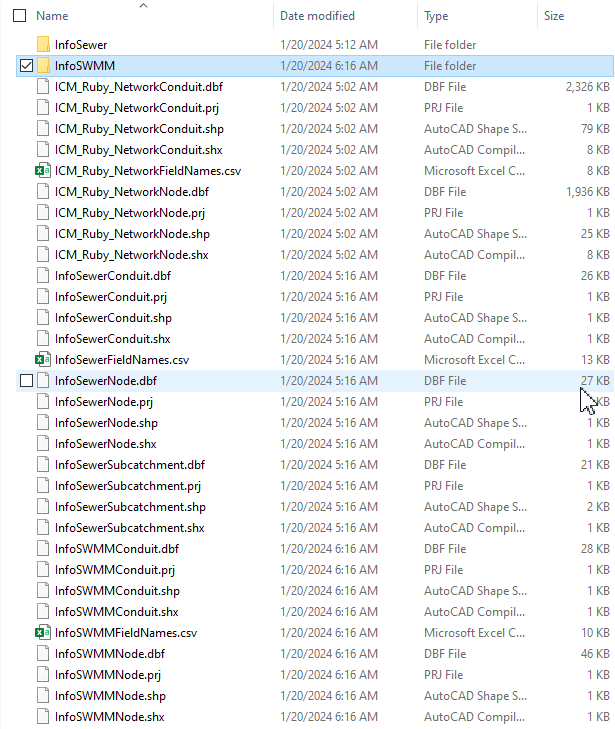 Name Date modified Type Size
InfoSewer 1/20/2024 5:12 AM File folder
InfoSWMM 1/20/2024 6:16 AM File folder
ICM_Ruby_NetworkConduit.dbf 1/20/2024 5:02 AM DBF File 2,326 KB
ICM_Ruby_NetworkConduit.prj 1/20/2024 5:02 AM PRJ File 1 KB
ICM_Ruby_NetworkConduit.shp 1/20/2024 5:02 AM AutoCAD Shape S... 79 KB
ICM_Ruby_NetworkConduit.shx 1/20/2024 5:02 AM AutoCAD Compil... 8 KB
ICM_Ruby_NetworkFieldNames.csv 1/20/2024 5:02 AM Microsoft Excel C... 8 KB
ICM_Ruby_NetworkNode.dbf 1/20/2024 5:02 AM DBF File 1,936 KB
ICM_Ruby_NetworkNode.prj 1/20/2024 5:02 AM PRJ File 1 KB
ICM_Ruby_NetworkNode.shp 1/20/2024 5:02 AM AutoCAD Shape S... 25 KB
ICM_Ruby_NetworkNode.shx 1/20/2024 5:02 AM AutoCAD Compil... 8 KB
InfoSewerConduit.dbf 1/20/2024 5:16 AM DBF File 26 KB
InfoSewerConduit.prj 1/20/2024 5:16 AM PRJ File 1 KB
InfoSewerConduit.shp 1/20/2024 5:16 AM AutoCAD Shape S... 1 KB
InfoSewerConduit.shx 1/20/2024 5:16 AM AutoCAD Compil... 1 KB
InfoSewerFieldNames.csv 1/20/2024 5:16 AM Microsoft Excel C... 13 KB
InfoSewerNode.dbf 1/20/2024 5:16 AM DBF File 27 KB
InfoSewerNode.prj 1/20/2024 5:16 AM PRJ File KB
InfoSewerNode.shp 1/20/2024 5:16 AM AutoCAD Shape S... 1 KB
InfoSewerNode.shx 1/20/2024 5:16 AM AutoCAD Compil... 1 KB
InfoSewerSubcatchment.dbf 1/20/2024 5:16 AM DBF File 21 KB
InfoSewerSubcatchment.prj 1/20/2024 5:16 AM PRJ File 1 KB
InfoSewerSubcatchment.shp 1/20/2024 5:16 AM AutoCAD Shape S... 2 KB
InfoSewerSubcatchment.shx 1/20/2024 5:16 AM AutoCAD Compil... 1 KB
InfoSWMMConduit.dbf 1/20/2024 6:16 AM DBF File 28 KB
InfoSWMMConduit.prj 1/20/2024 6:16 AM PRJ File 1 KB
InfoSWMMConduit.shp 1/20/2024 6:16 AM AutoCAD Shape S... 1 KB
InfoSWMMConduit.shx 1/20/2024 6:16 AM AutoCAD Compil... 1 KB
InfoSWMMFieldNames.csv 1/20/2024 6:16 AM Microsoft Excel C... 10 KB
InfoSWMMNode.dbf 1/20/2024 6:16 AM DBF File 46 KB
InfoSWMMNode.prj 1/20/2024 6:16 AM PRJ File 1 KB
InfoSWMMNode.shp 1/20/2024 6:16 AM AutoCAD Shape S... 1 KB
InfoSWMMNode.shx 1/20/2024 6:16 AM AutoCAD Compil... 1 KB